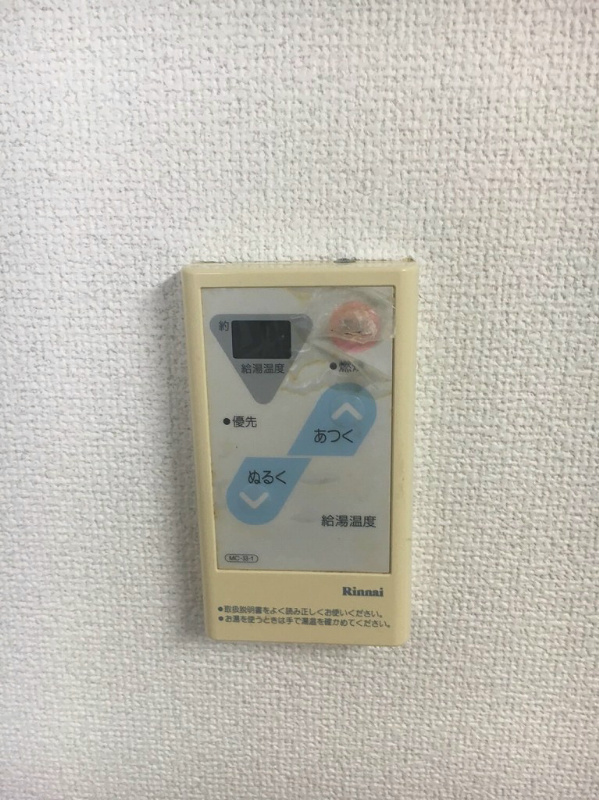 約
給湯温度
優先
あつく
ぬるく
給湯温度
Rinnai
●取扱説明書をよく読み正しくお使いください。
●お湯を使うときは手で湯温を確かめてください。